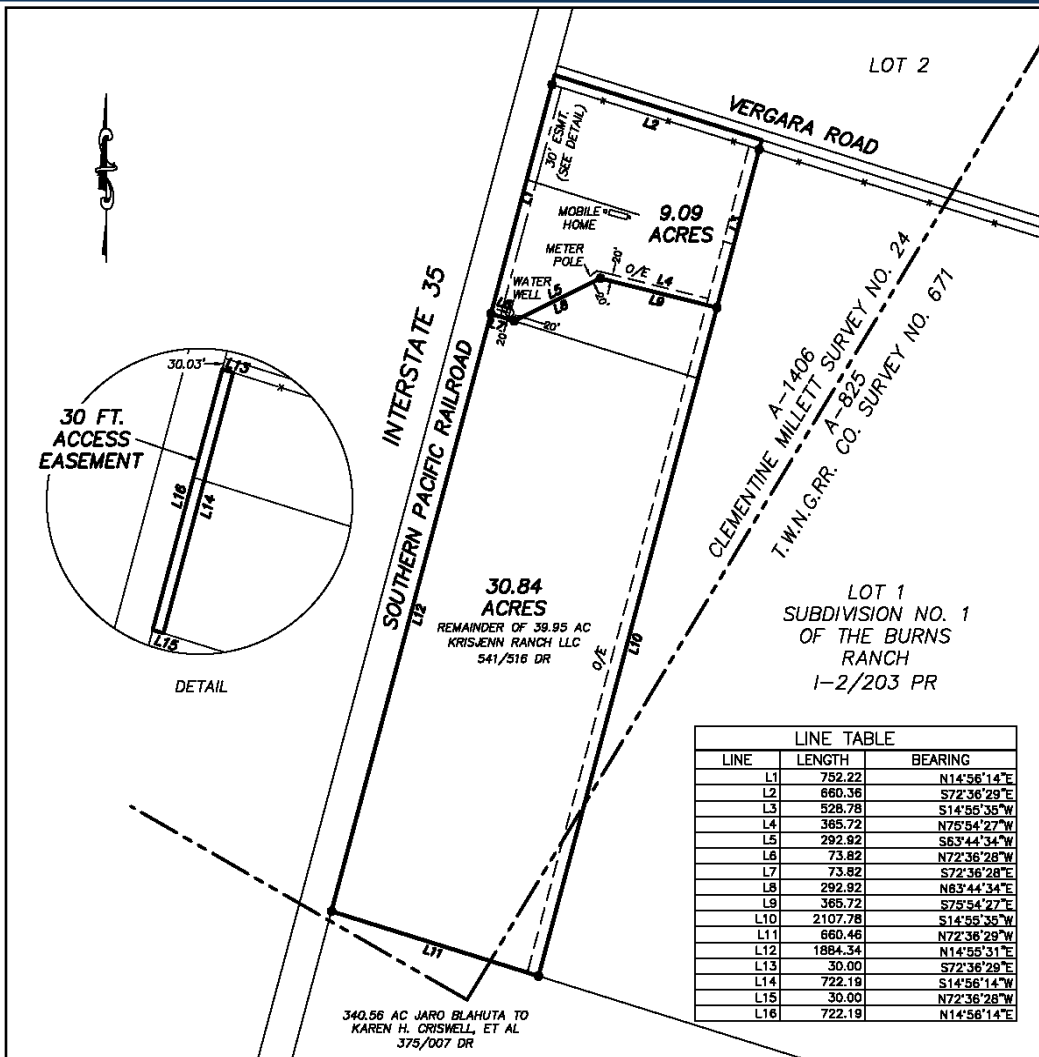 LOT 2
VERGARA ROAD
L2
30' ESMT.
(SEE DETAIL)
L1
L3
MOBILE
HOME
9.09
ACRES
METER
POLE
20'
O/E
L4
WATER
WELL
L5
L8
20'
L9
L6
L7
20'
20'
INTERSTATE 35
SOUTHERN PACIFIC RAILROAD
A-1406
CLEMENTINE MILLETT SURVEY NO. 24
A-825
T.W.N.G.RR. CO. SURVEY NO. 671
30.03'
L13
30 FT.
ACCESS
EASEMENT
L16
L14
L15
DETAIL
L12
30.84
ACRES
REMAINDER OF 39.95 AC
KRISJENN RANCH LLC
541/516 DR
O/E
L10
LOT 1
SUBDIVISION NO. 1
OF THE BURNS
RANCH
I-2/203 PR
L11
340.56 AC JARO BLAHUTA TO
KAREN H. CRISWELL, ET AL
375/007 DR
LINE TABLE
LINE LENGTH BEARING
L1 752.22 N14°56'14"E
L2 660.36 S72°36'29"E
L3 528.78 S14°55'35"W
L4 365.72 N75°54'27"W
L5 292.92 S63°44'34"W
L6 73.82 N72°36'28"W
L7 73.82 S72°36'28"E
L8 292.92 N63°44'34"E
L9 365.72 S75°54'27"E
L10 2107.78 S14°55'35"W
L11 660.46 N72°36'29"W
L12 1884.34 N14°55'31"E
L13 30.00 S72°36'29"E
L14 722.19 S14°56'14"W
L15 30.00 N72°36'28"W
L16 722.19 N14°56'14"E